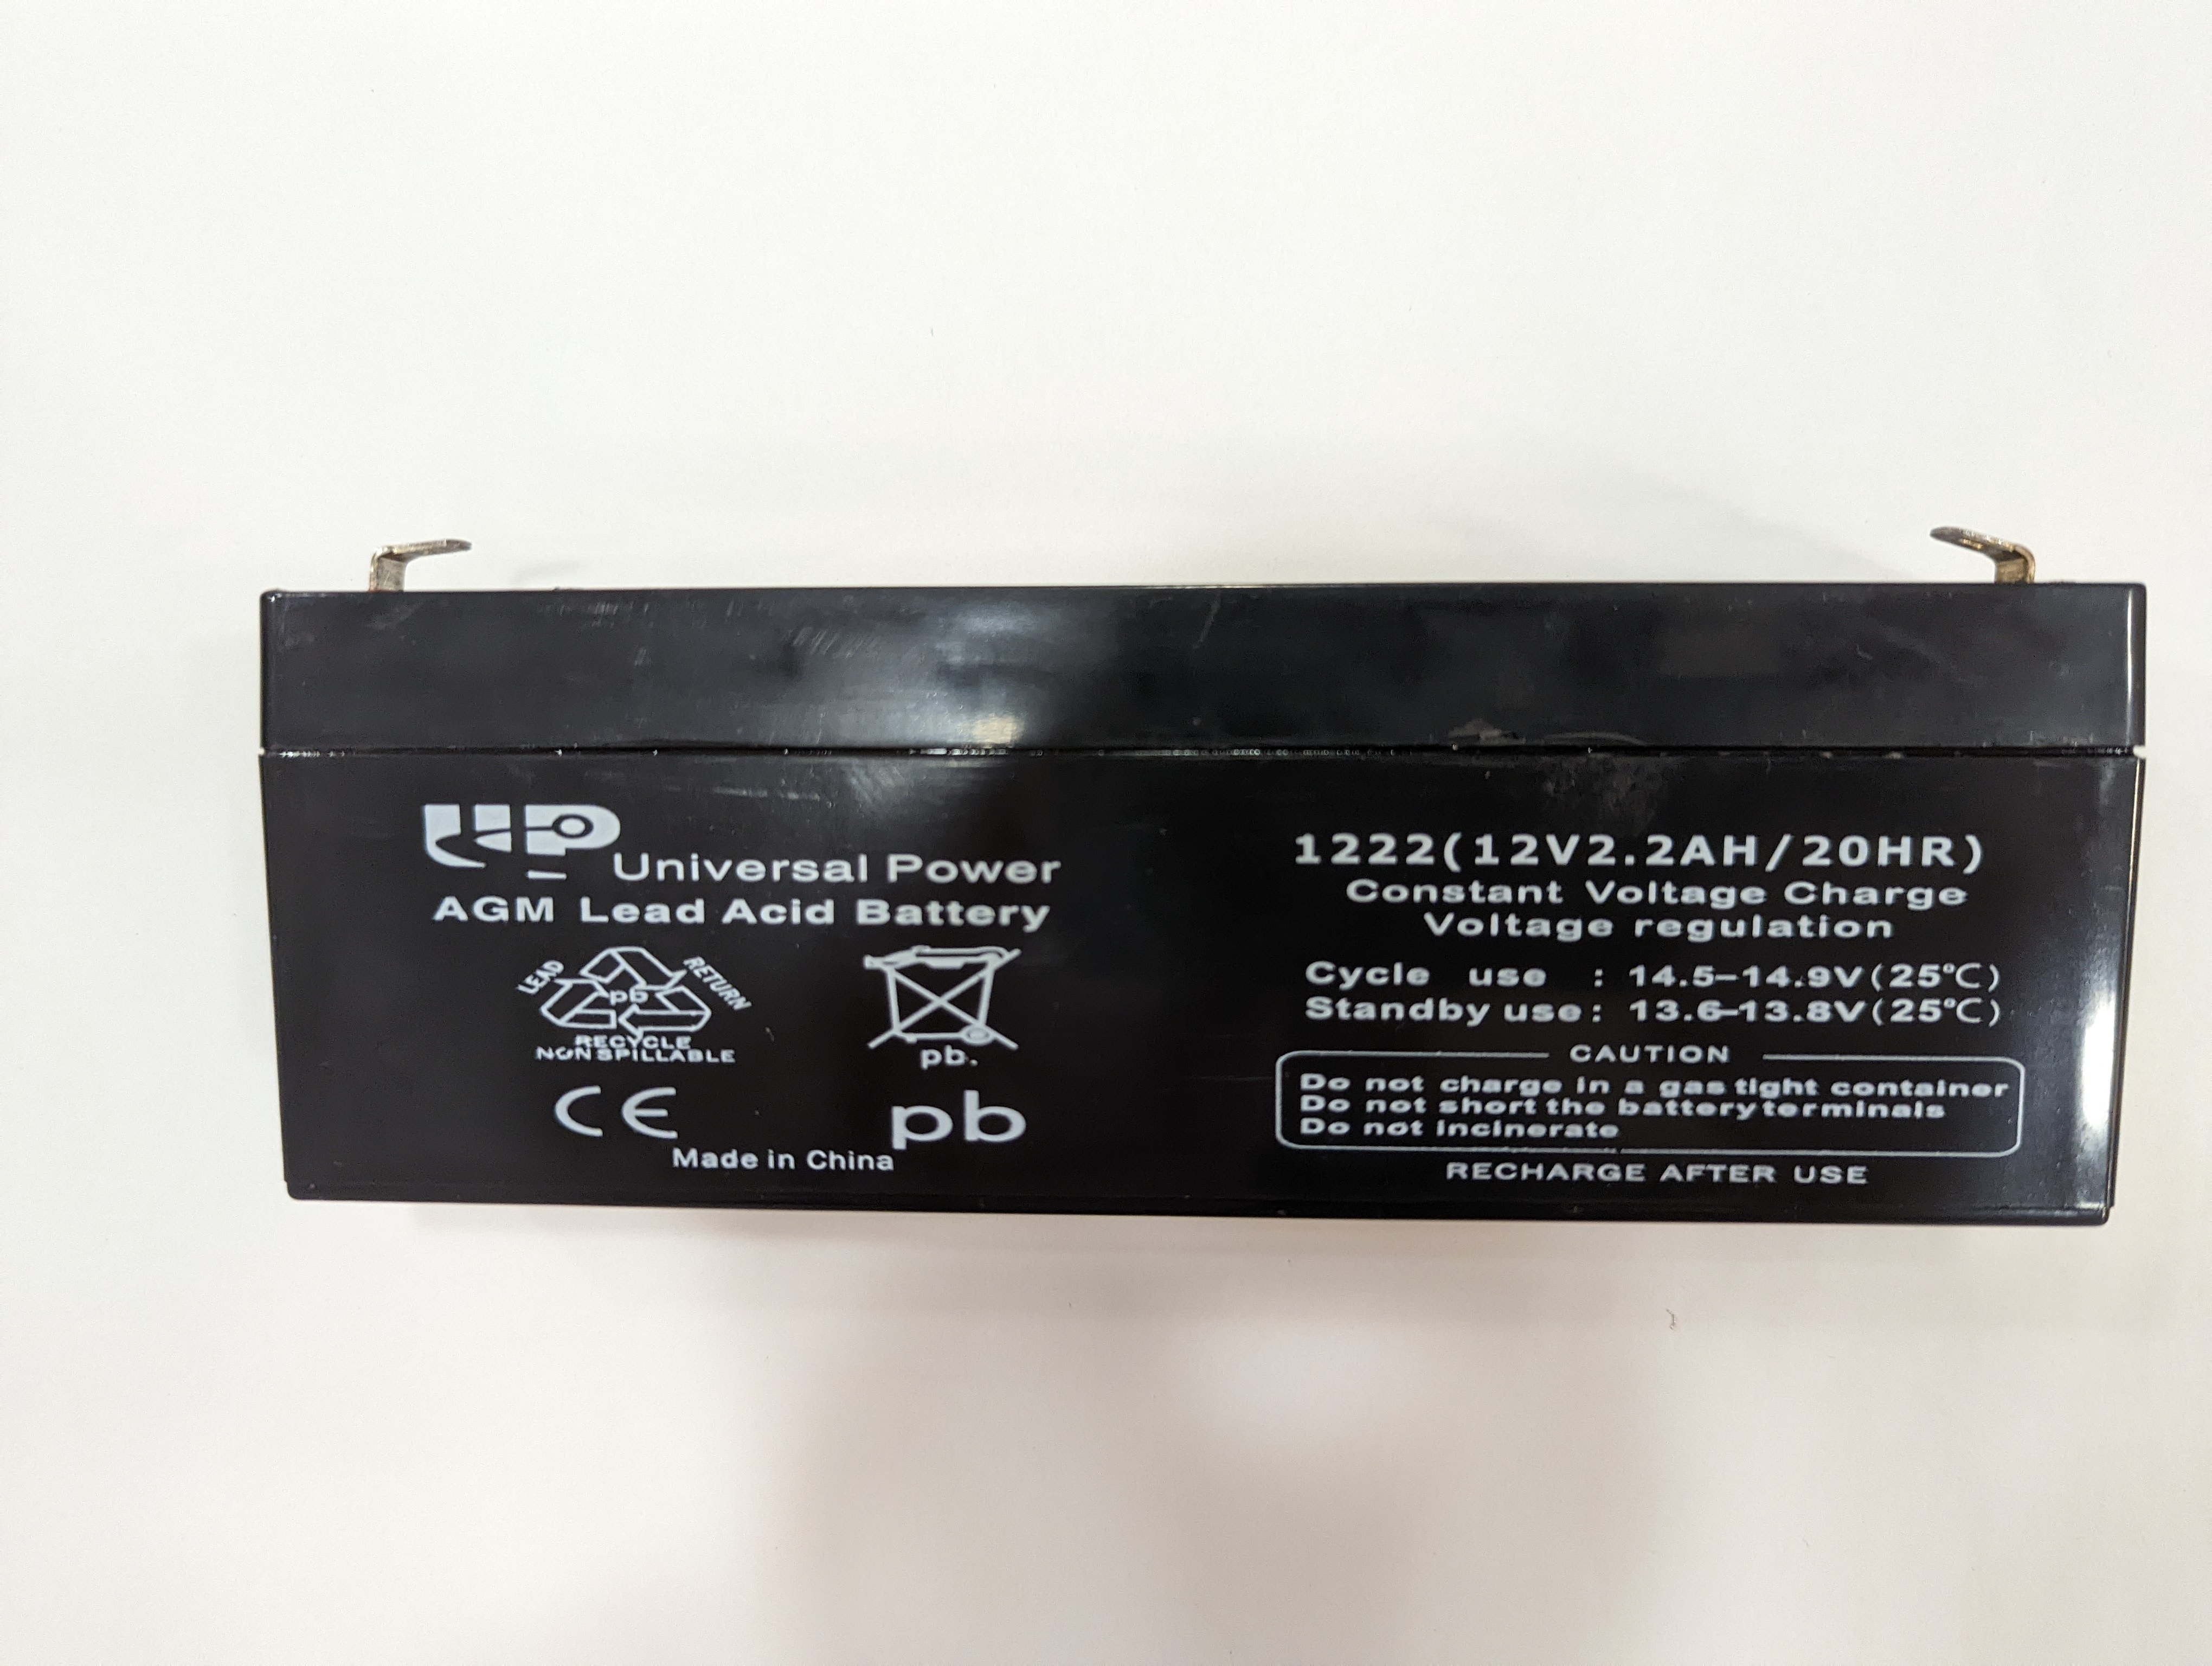 UP Universal Power
AGM Lead Acid Battery
LEAD
RETURN
pb
RECYCLE
NON SPILLABLE
pb.
CE
pb
Made in China
1222(12V2.2AH/20HR)
Constant Voltage Charge
Voltage regulation
Cycle use : 14.5-14.9V(25°C)
Standby use: 13.6-13.8V(25°C)
CAUTION
Do not charge in a gas tight container
Do not short the battery terminals
Do not incinerate
RECHARGE AFTER USE